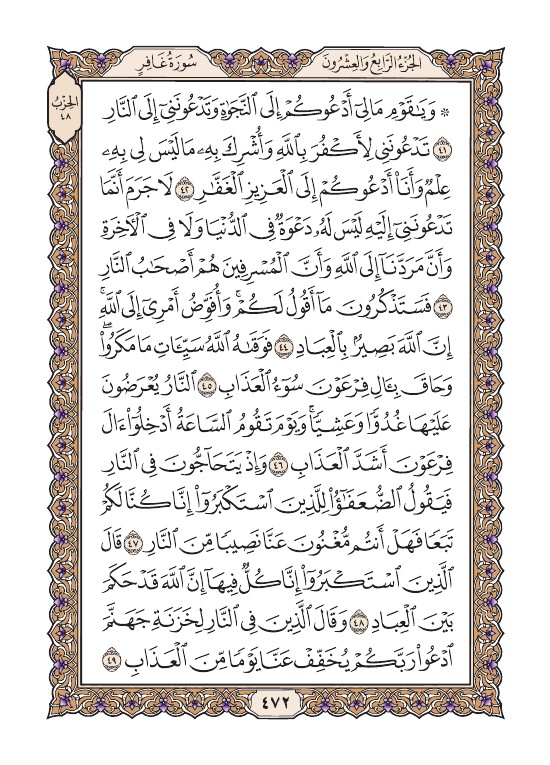 سُورَةُ غَافِرٍ
الجُزْءُ الرَّابِعُ وَالعِشْرُونَ
الحِزْبُ
٤٨
۞ وَيَٰقَوْمِ مَالِيٓ أَدْعُوكُمْ إِلَى ٱلنَّجَوٰةِ وَتَدْعُونَنِيٓ إِلَى ٱلنَّارِ
٤١ تَدْعُونَنِي لِأَكْفُرَ بِٱللَّهِ وَأُشْرِكَ بِهِۦ مَا لَيْسَ لِي بِهِۦ
عِلْمٌ وَأَنَا۠ أَدْعُوكُمْ إِلَى ٱلْعَزِيزِ ٱلْغَفَّٰرِ ٤٢ لَا جَرَمَ أَنَّمَا
تَدْعُونَنِيٓ إِلَيْهِ لَيْسَ لَهُۥ دَعْوَةٌ فِي ٱلدُّنْيَا وَلَا فِي ٱلْأٓخِرَةِ
وَأَنَّ مَرَدَّنَآ إِلَى ٱللَّهِ وَأَنَّ ٱلْمُسْرِفِينَ هُمْ أَصْحَٰبُ ٱلنَّارِ
٤٣ فَسَتَذْكُرُونَ مَآ أَقُولُ لَكُمْۚ وَأُفَوِّضُ أَمْرِيٓ إِلَى ٱللَّهِۚ
إِنَّ ٱللَّهَ بَصِيرٌۢ بِٱلْعِبَادِ ٤٤ فَوَقَىٰهُ ٱللَّهُ سَيِّـَٔاتِ مَا مَكَرُواْۖ
وَحَاقَ بِـَٔالِ فِرْعَوْنَ سُوٓءُ ٱلْعَذَابِ ٤٥ ٱلنَّارُ يُعْرَضُونَ
عَلَيْهَا غُدُوًّا وَعَشِيًّاۚ وَيَوْمَ تَقُومُ ٱلسَّاعَةُ أَدْخِلُوٓاْ ءَالَ
فِرْعَوْنَ أَشَدَّ ٱلْعَذَابِ ٤٦ وَإِذْ يَتَحَآجُّونَ فِي ٱلنَّارِ
فَيَقُولُ ٱلضُّعَفَٰٓؤُاْ لِلَّذِينَ ٱسْتَكْبَرُوٓاْ إِنَّا كُنَّا لَكُمْ
تَبَعًا فَهَلْ أَنتُم مُّغْنُونَ عَنَّا نَصِيبًا مِّنَ ٱلنَّارِ ٤٧ قَالَ
ٱلَّذِينَ ٱسْتَكْبَرُوٓاْ إِنَّا كُلٌّ فِيهَآ إِنَّ ٱللَّهَ قَدْ حَكَمَ
بَيْنَ ٱلْعِبَادِ ٤٨ وَقَالَ ٱلَّذِينَ فِي ٱلنَّارِ لِخَزَنَةِ جَهَنَّمَ
ٱدْعُواْ رَبَّكُمْ يُخَفِّفْ عَنَّا يَوْمًا مِّنَ ٱلْعَذَابِ ٤٩
٤٧٢